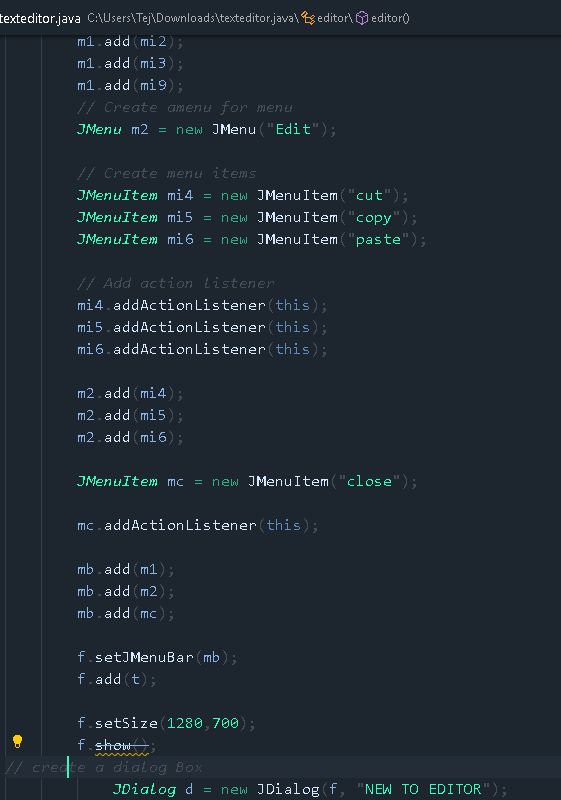 texteditor.java C:\Users\Tej\Downloads\texteditor.java\ editor\ editor()
m1.add(mi2);
m1.add(mi3);
m1.add(mi9);
// Create amenu for menu
JMenu m2 = new JMenu("Edit");
// Create menu items
JMenuItem mi4 = new JMenuItem("cut");
JMenuItem mi5 = new JMenuItem("copy");
JMenuItem mi6 = new JMenuItem("paste");
// Add action listener
mi4.addActionListener(this);
mi5.addActionListener(this);
mi6.addActionListener(this);
m2.add(mi4);
m2.add(mi5);
m2.add(mi6);
JMenuItem mc = new JMenuItem("close");
mc.addActionListener(this);
mb.add(m1);
mb.add(m2);
mb.add(mc);
f.setJMenuBar(mb);
f.add(t);
f.setSize(1280,700);
f.show();
// create a dialog Box
JDialog d = new JDialog(f, "NEW TO EDITOR");